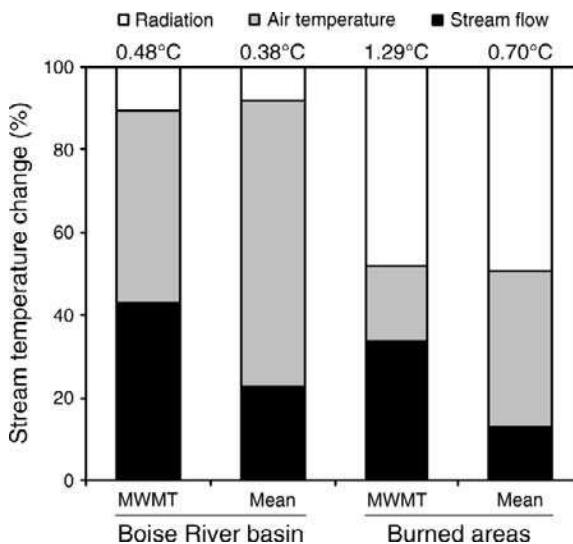 Radiation Air temperature Stream flow
0.48°C 0.38°C 1.29°C 0.70°C
Stream temperature change (%)
100
80
60
40
20
0
MWMT Mean MWMT Mean
Boise River basin Burned areas